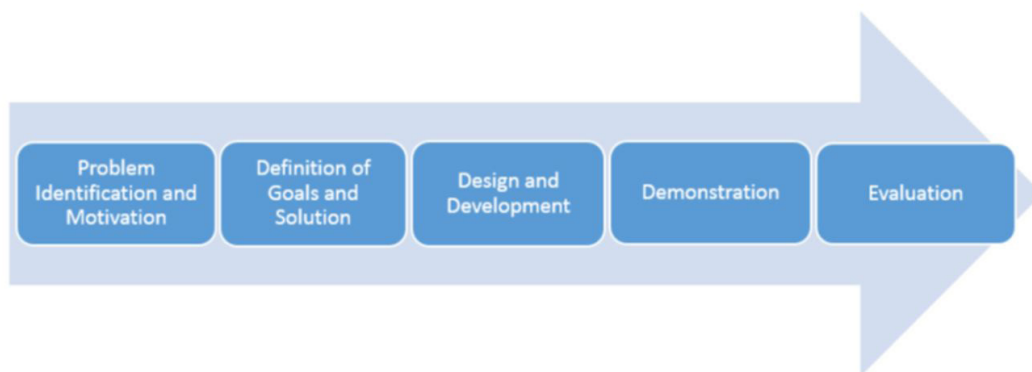 Problem
Identification and
Motivation
Definition of
Goals and
Solution
Design and
Development
Demonstration
Evaluation